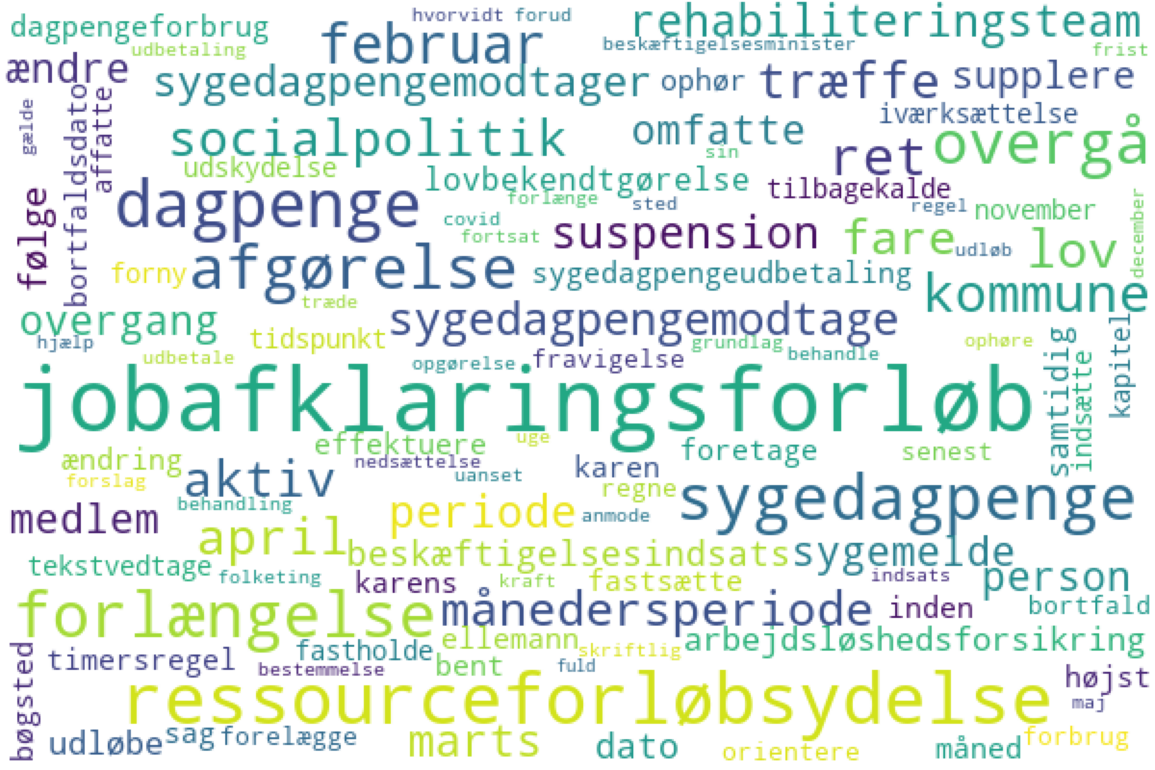 dagpengeforbrug
hvorvidt
forud
rehabiliteringsteam
udbetaling
februar
beskæftigelsesminister
frist
ændre
sygedagpengemodtager
ophør
træffe
supplere
gælde
bortfaldsdato
affatte
socialpolitik
omfatte
iværksættelse
overgå
sin
ret
udskydelse
lovbekendtgørelse
tilbagekalde
forlænge
sted
regel
november
december
følge
dagpenge
covid
fortsat
suspension
fare
udløb
lov
forny
afgørelse
sygedagpengeudbetaling
kommune
træde
overgang
sygedagpengemodtage
hjælp
tidspunkt
udbetale
opgørelse
fravigelse
grundlag
behandle
ophøre
samtidig
indsætte
kapitel
jobafklaringsforløb
effektuere
uge
foretage
senest
ændring
forslag
aktiv
nedsættelse
uanset
karen
regne
sygedagpenge
behandling
medlem
periode
anmode
april
beskæftigelsesindsats
sygemelde
tekstvedtage
folketing
karens
kraft
fastsætte
indsats
person
forlængelse
månedersperiode
inden
bortfald
ellemann
skriftlig
arbejdsløshedsforsikring
bøgsted
timersregel
fastholde
bestemmelse
bent
fuld
højst
maj
ressourceforløbsydelse
udløbe
sag
forelægge
marts
dato
orientere
måned
forbrug